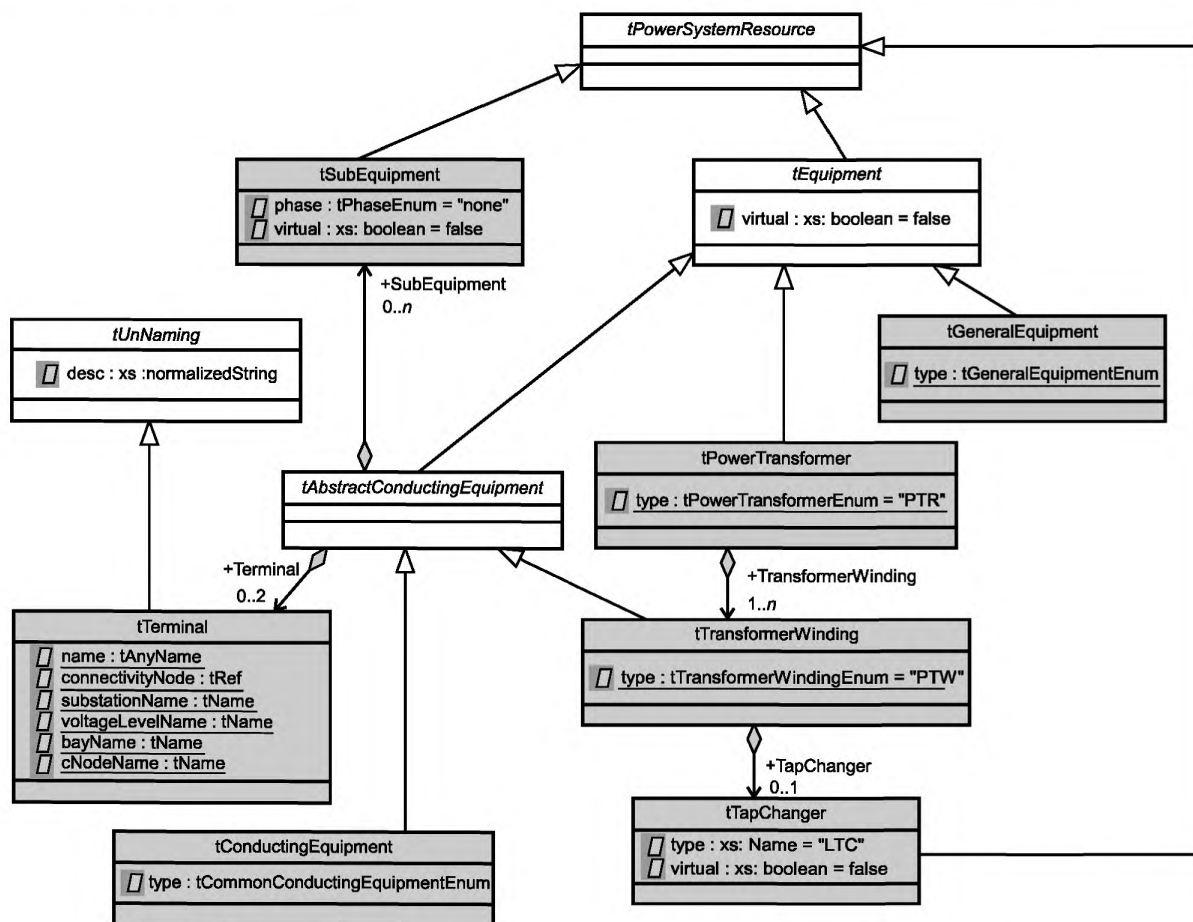 tPowerSystemResource
tSubEquipment
phase : tPhaseEnum = "none"
virtual : xs: boolean = false
tEquipment
virtual : xs: boolean = false
+SubEquipment
0..n
tUnNaming
desc : xs :normalizedString
tGeneralEquipment
type : tGeneralEquipmentEnum
tAbstractConductingEquipment
tPowerTransformer
type : tPowerTransformerEnum = "PTR"
+Terminal
0..2
+TransformerWinding
1..n
tTerminal
name : tAnyName
connectivityNode : tRef
substationName : tName
voltageLevelName : tName
bayName : tName
cNodeName : tName
tTransformerWinding
type : tTransformerWindingEnum = "PTW"
+TapChanger
0..1
tTapChanger
type : xs: Name = "LTC"
virtual : xs: boolean = false
tConductingEquipment
type : tCommonConductingEquipmentEnum